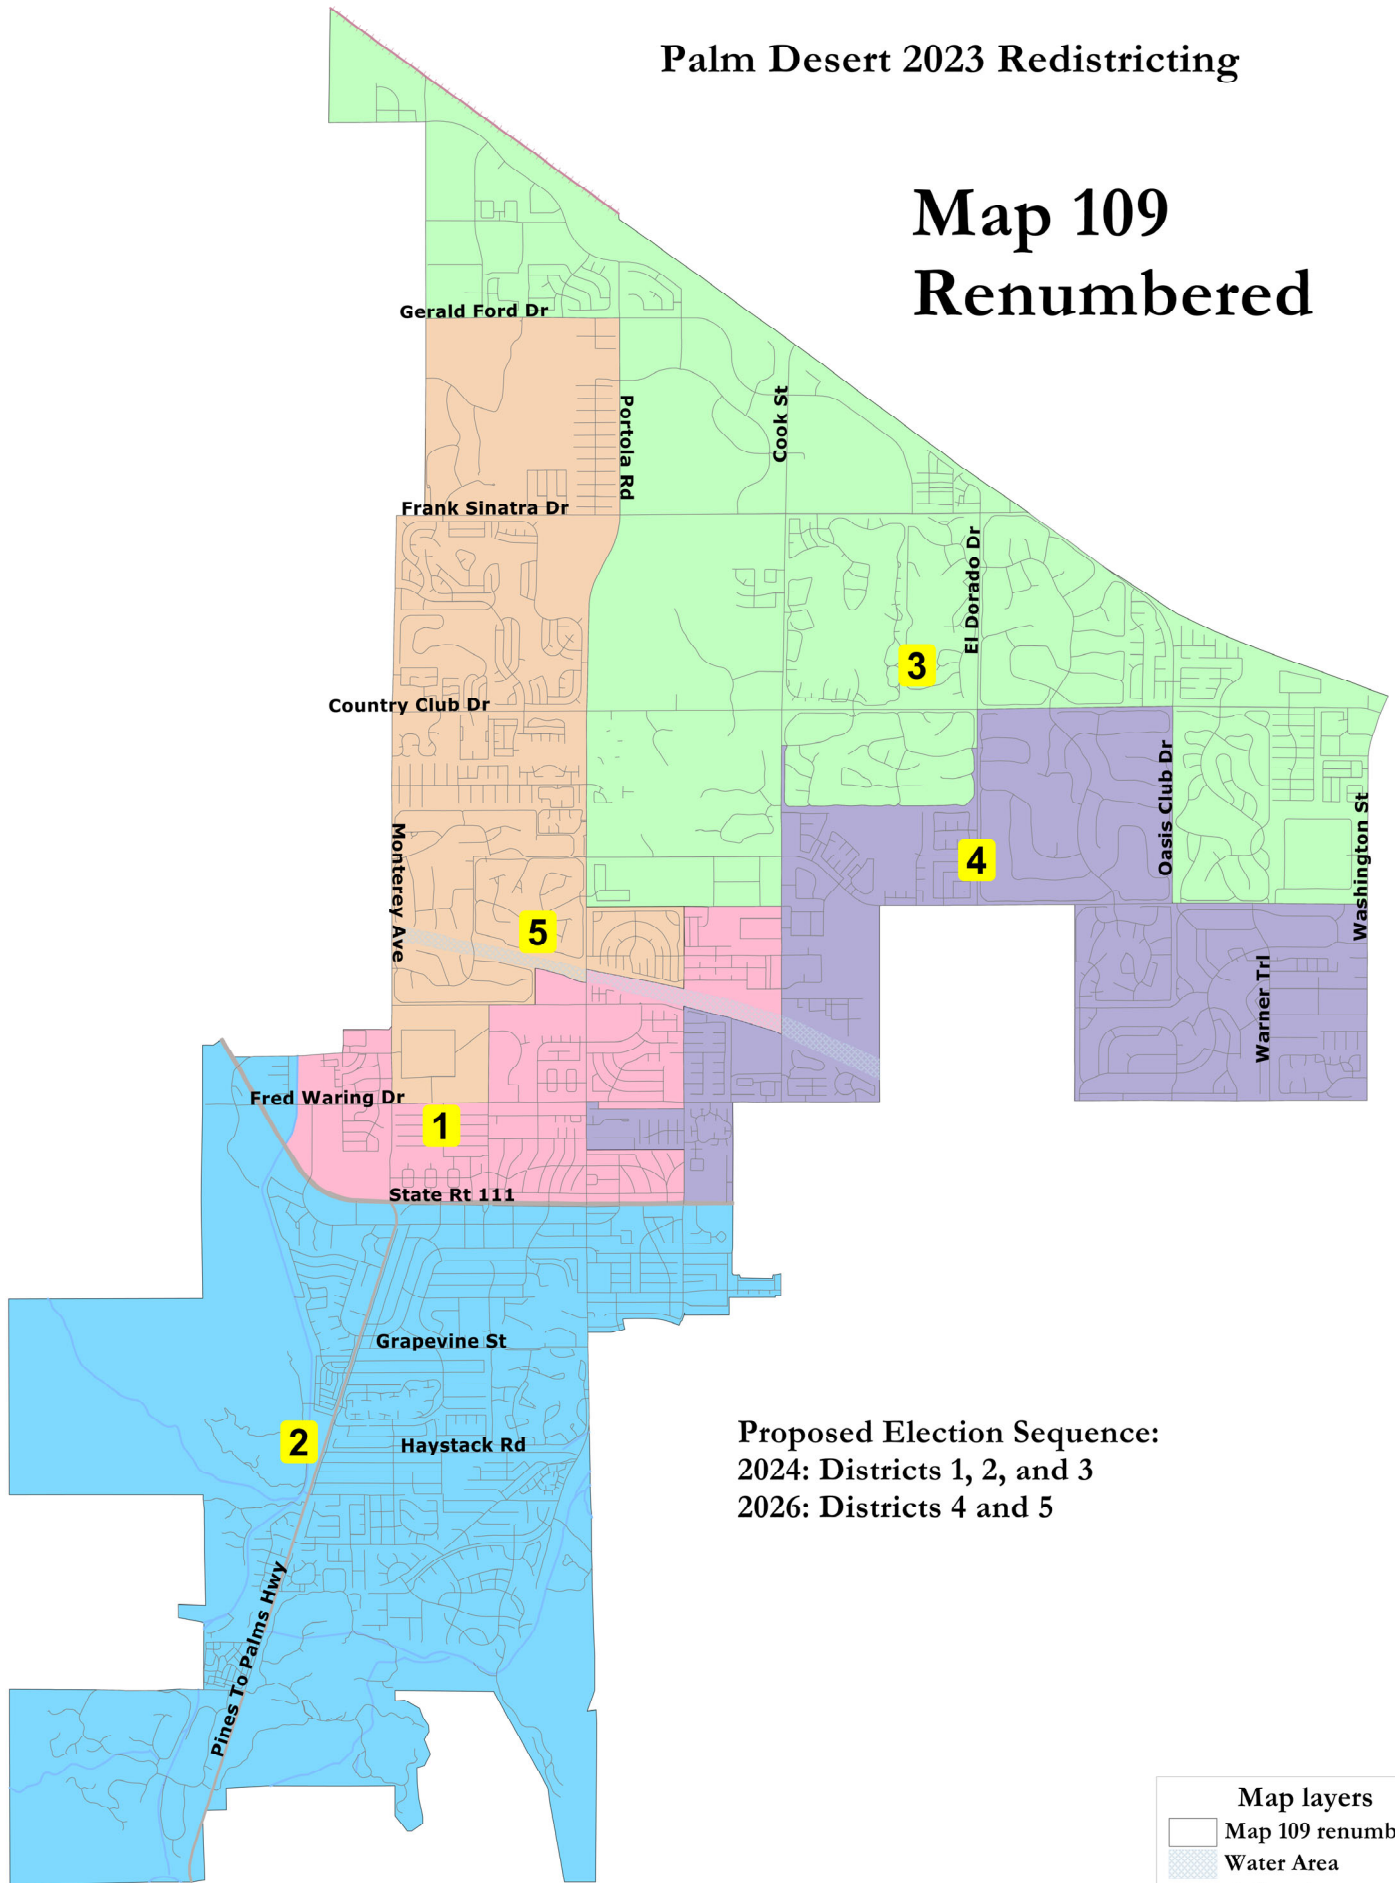 Palm Desert 2023 Redistricting
Map 109
Renumbered
Gerald Ford Dr
Portola Rd
Cook St
Frank Sinatra Dr
El Dorado Dr
3
Country Club Dr
Oasis Club Dr
Washington St
Monterey Ave
4
5
Warner Trl
Fred Waring Dr
1
State Rt 111
Grapevine St
2
Haystack Rd
Proposed Election Sequence:
2024: Districts 1, 2, and 3
2026: Districts 4 and 5
Pines To Palms Hwy
Map layers
Map 109 renumb
Water Area